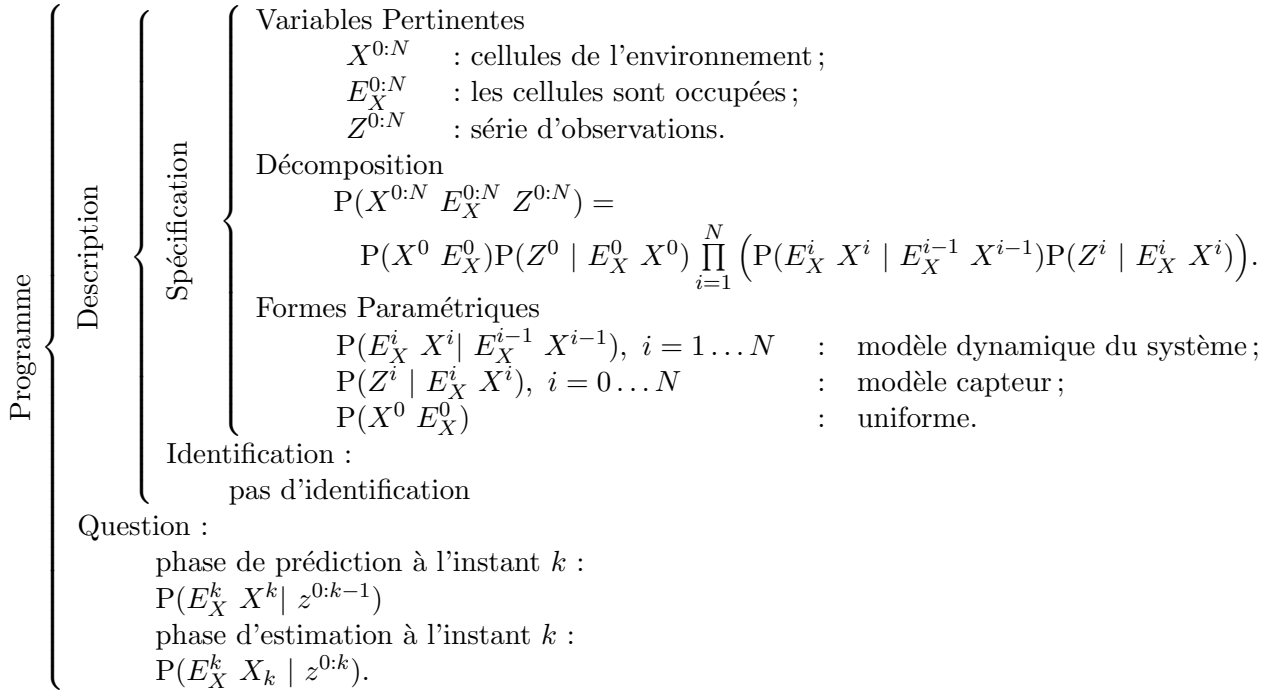 Programme
Description
Spécification
Variables Pertinentes
X^{0:N} : cellules de l'environnement ;
E_X^{0:N} : les cellules sont occupées ;
Z^{0:N} : série d'observations.
Décomposition
P(X^{0:N} E_X^{0:N} Z^{0:N}) =
P(X^0 E_X^0)P(Z^0 | E_X^0 X^0) ∏_{i=1}^{N} (P(E_X^i X^i | E_X^{i−1} X^{i−1})P(Z^i | E_X^i X^i)).
Formes Paramétriques
P(E_X^i X^i| E_X^{i−1} X^{i−1}), i = 1 . . . N : modèle dynamique du système ;
P(Z^i | E_X^i X^i), i = 0 . . . N : modèle capteur ;
P(X^0 E_X^0) : uniforme.
Identification :
pas d'identification
Question :
phase de prédiction à l'instant k :
P(E_X^k X^k| z^{0:k−1})
phase d'estimation à l'instant k :
P(E_X^k X_k | z^{0:k}).